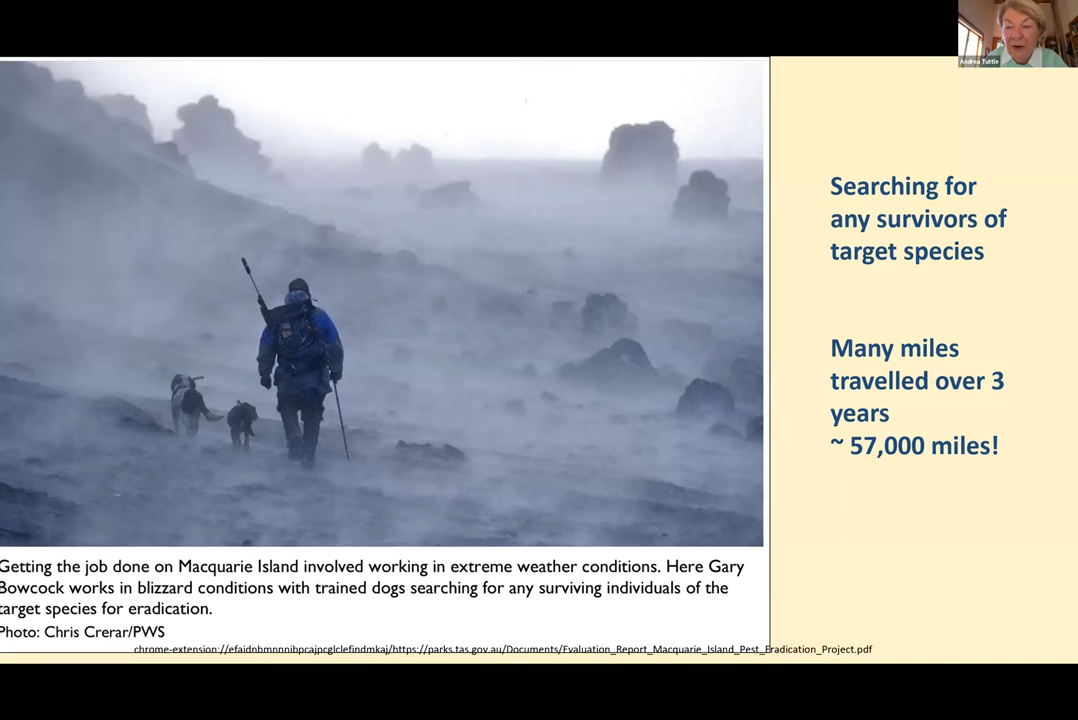 Andrea Tuttle
Searching for
any survivors of
target species
Many miles
travelled over 3
years
~ 57,000 miles!
Getting the job done on Macquarie Island involved working in extreme weather conditions. Here Gary
Bowcock works in blizzard conditions with trained dogs searching for any surviving individuals of the
target species for eradication.
Photo: Chris Crerar/PWS
chrome-extension://efaidnbmnnnibpcajpcglclefindmkaj/https://parks.tas.gov.au/Documents/Evaluation_Report_Macquarie_Island_Pest_Eradication_Project.pdf